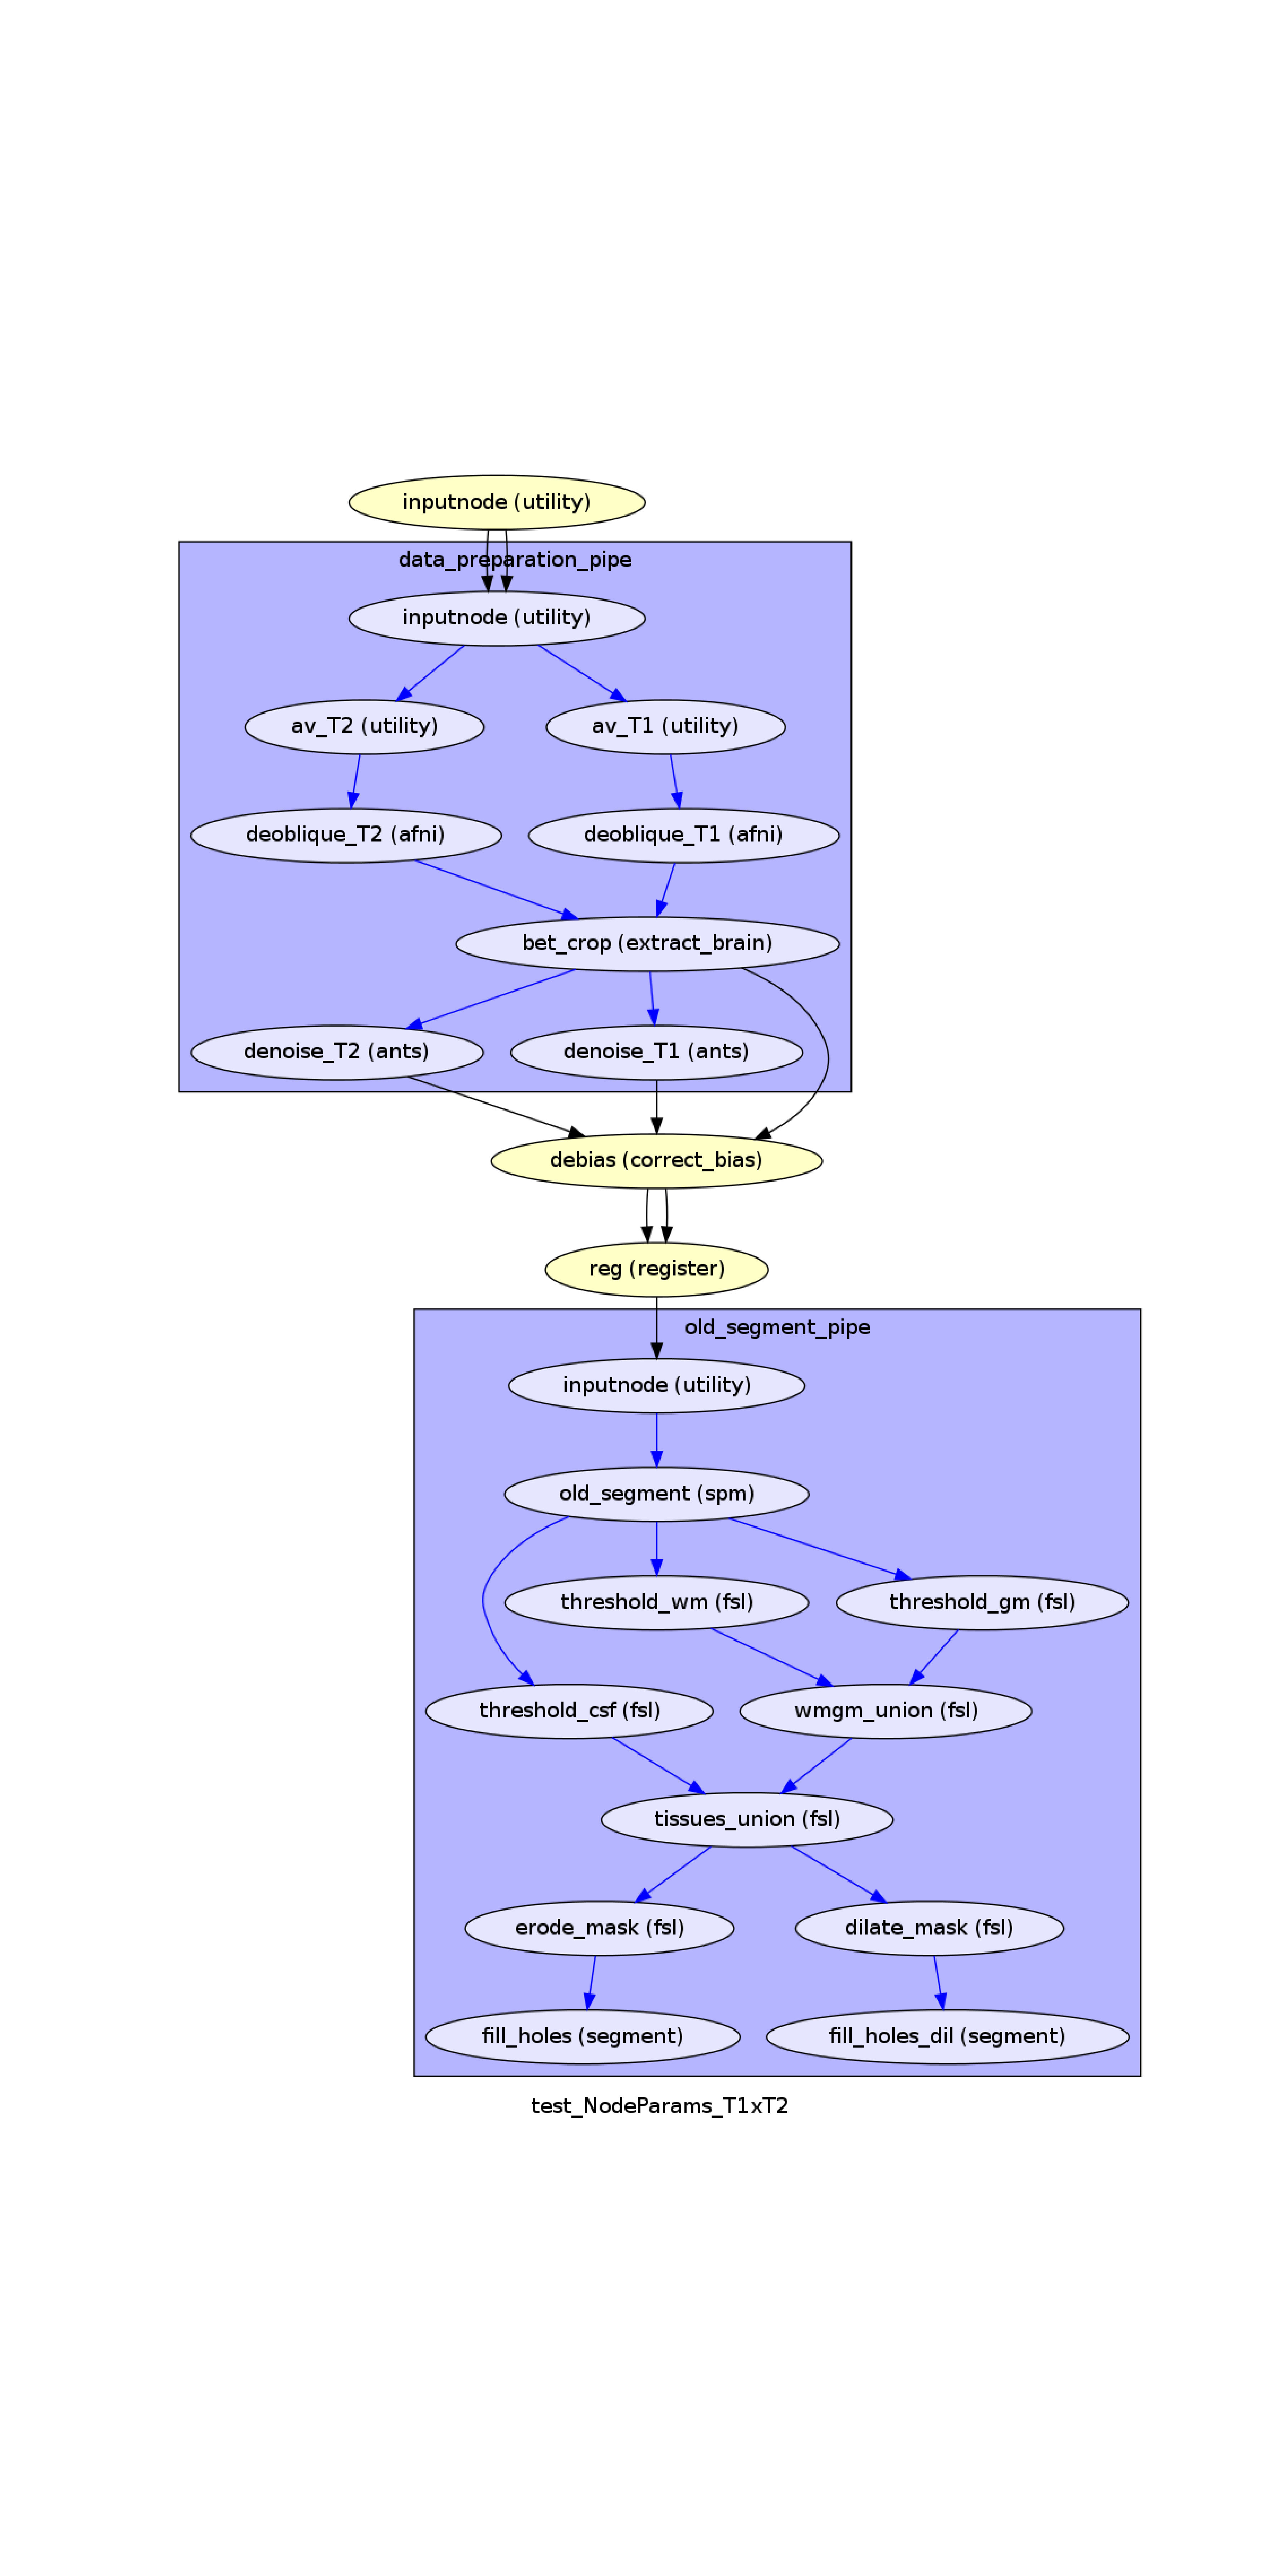 inputnode (utility)
data_preparation_pipe
inputnode (utility)
av_T2 (utility)
av_T1 (utility)
deoblique_T2 (afni)
deoblique_T1 (afni)
bet_crop (extract_brain)
denoise_T2 (ants)
denoise_T1 (ants)
debias (correct_bias)
reg (register)
old_segment_pipe
inputnode (utility)
old_segment (spm)
threshold_wm (fsl)
threshold_gm (fsl)
threshold_csf (fsl)
wmgm_union (fsl)
tissues_union (fsl)
erode_mask (fsl)
dilate_mask (fsl)
fill_holes (segment)
fill_holes_dil (segment)
test_NodeParams_T1xT2